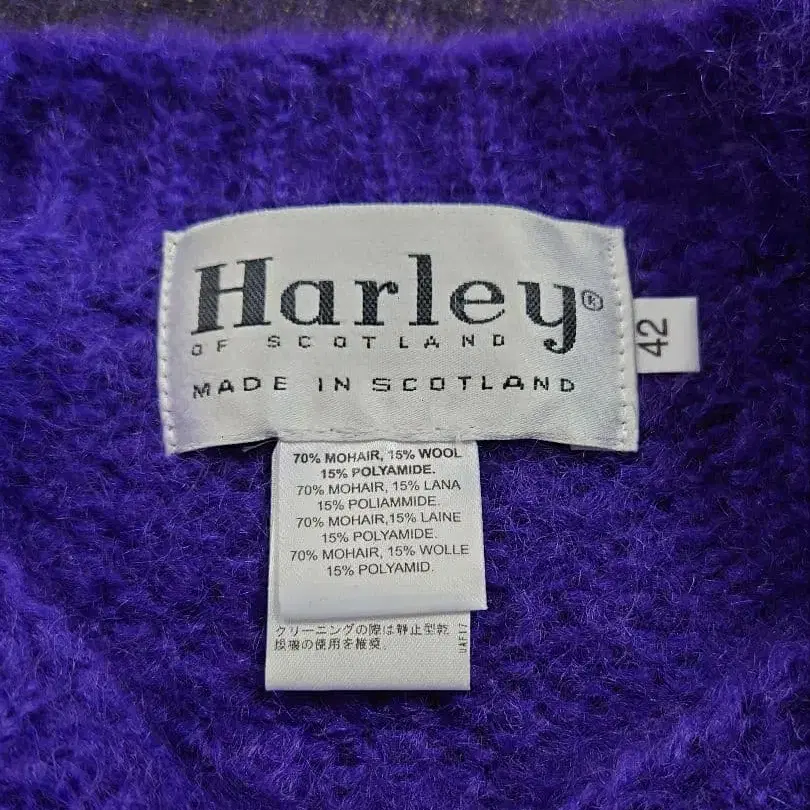 Harley®
OF SCOTLAND
MADE IN SCOTLAND
42
70% MOHAIR, 15% WOOL
15% POLYAMIDE.
70% MOHAIR, 15% LANA
15% POLIAMMIDE.
70% MOHAIR,15% LAINE
15% POLYAMIDE.
70% MOHAIR, 15% WOLLE
15% POLYAMID.
クリーニングの際は静止型乾
燥機の使用を推奨。
UAE17